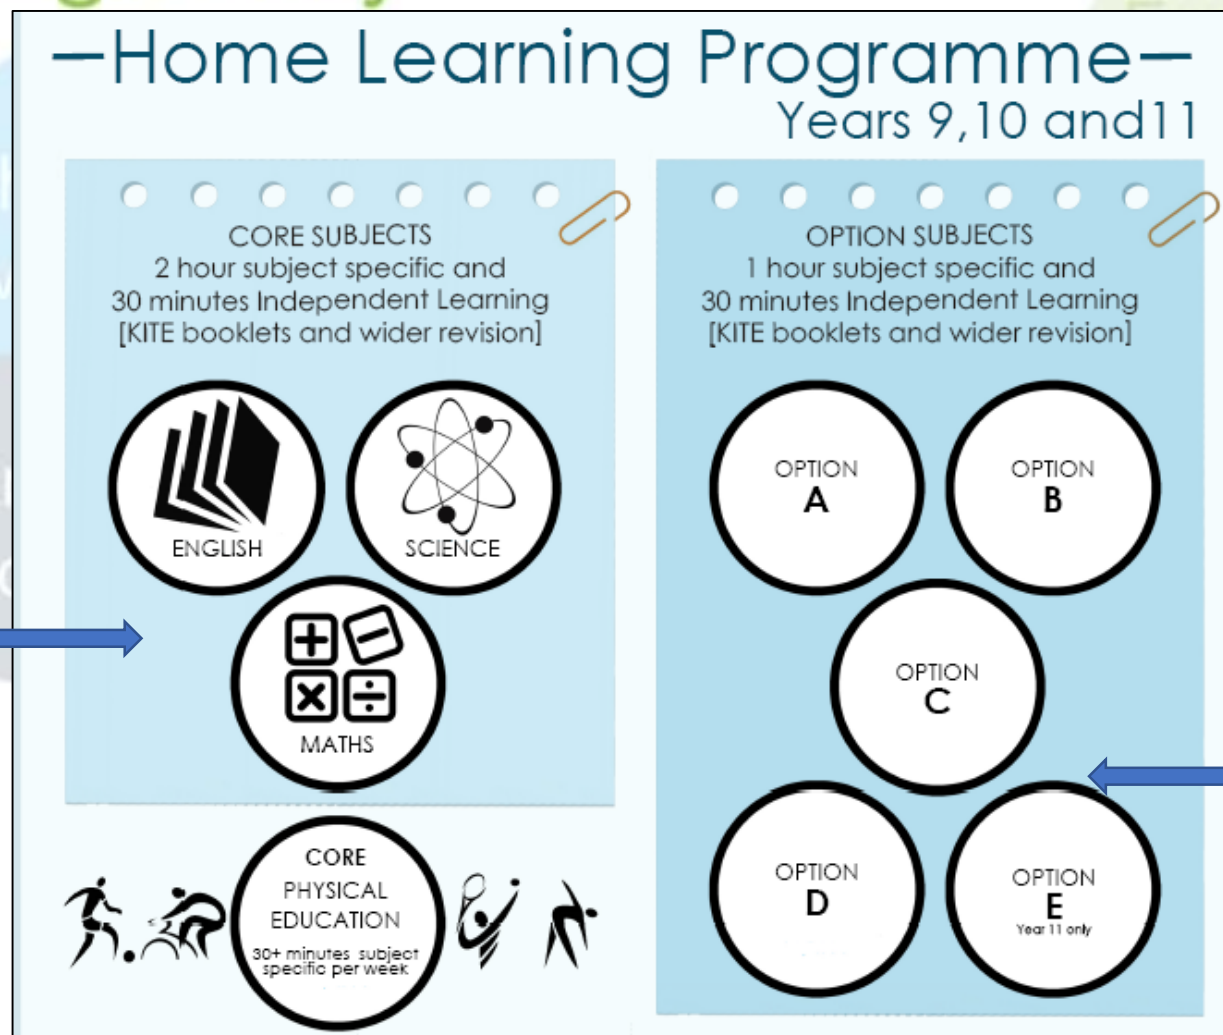 —Home Learning Programme—
Years 9,10 and11
CORE SUBJECTS
2 hour subject specific and
30 minutes Independent Learning
[KITE booklets and wider revision]
ENGLISH
SCIENCE
MATHS
CORE
PHYSICAL
EDUCATION
30+ minutes subject
specific per week
OPTION SUBJECTS
1 hour subject specific and
30 minutes Independent Learning
[KITE booklets and wider revision]
OPTION
A
OPTION
B
OPTION
C
OPTION
D
OPTION
E
Year 11 only